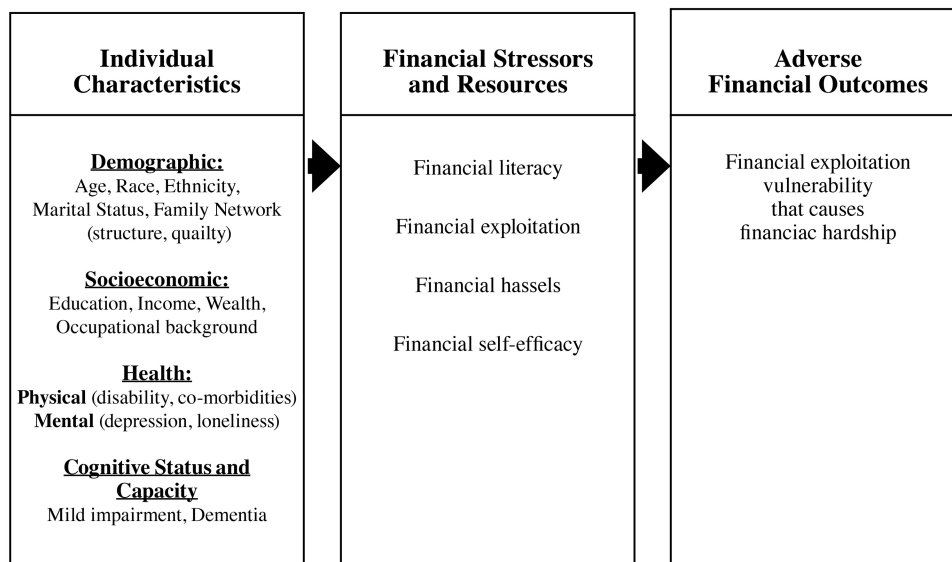 Individual
Characteristics
Demographic:
Age, Race, Ethnicity,
Marital Status, Family Network
(structure, quailty)
Socioeconomic:
Education, Income, Wealth,
Occupational background
Health:
Physical (disability, co-morbidities)
Mental (depression, loneliness)
Cognitive Status and
Capacity
Mild impairment, Dementia
Financial Stressors
and Resources
Financial literacy
Financial exploitation
Financial hassels
Financial self-efficacy
Adverse
Financial Outcomes
Financial exploitation
vulnerability
that causes
financiac hardship